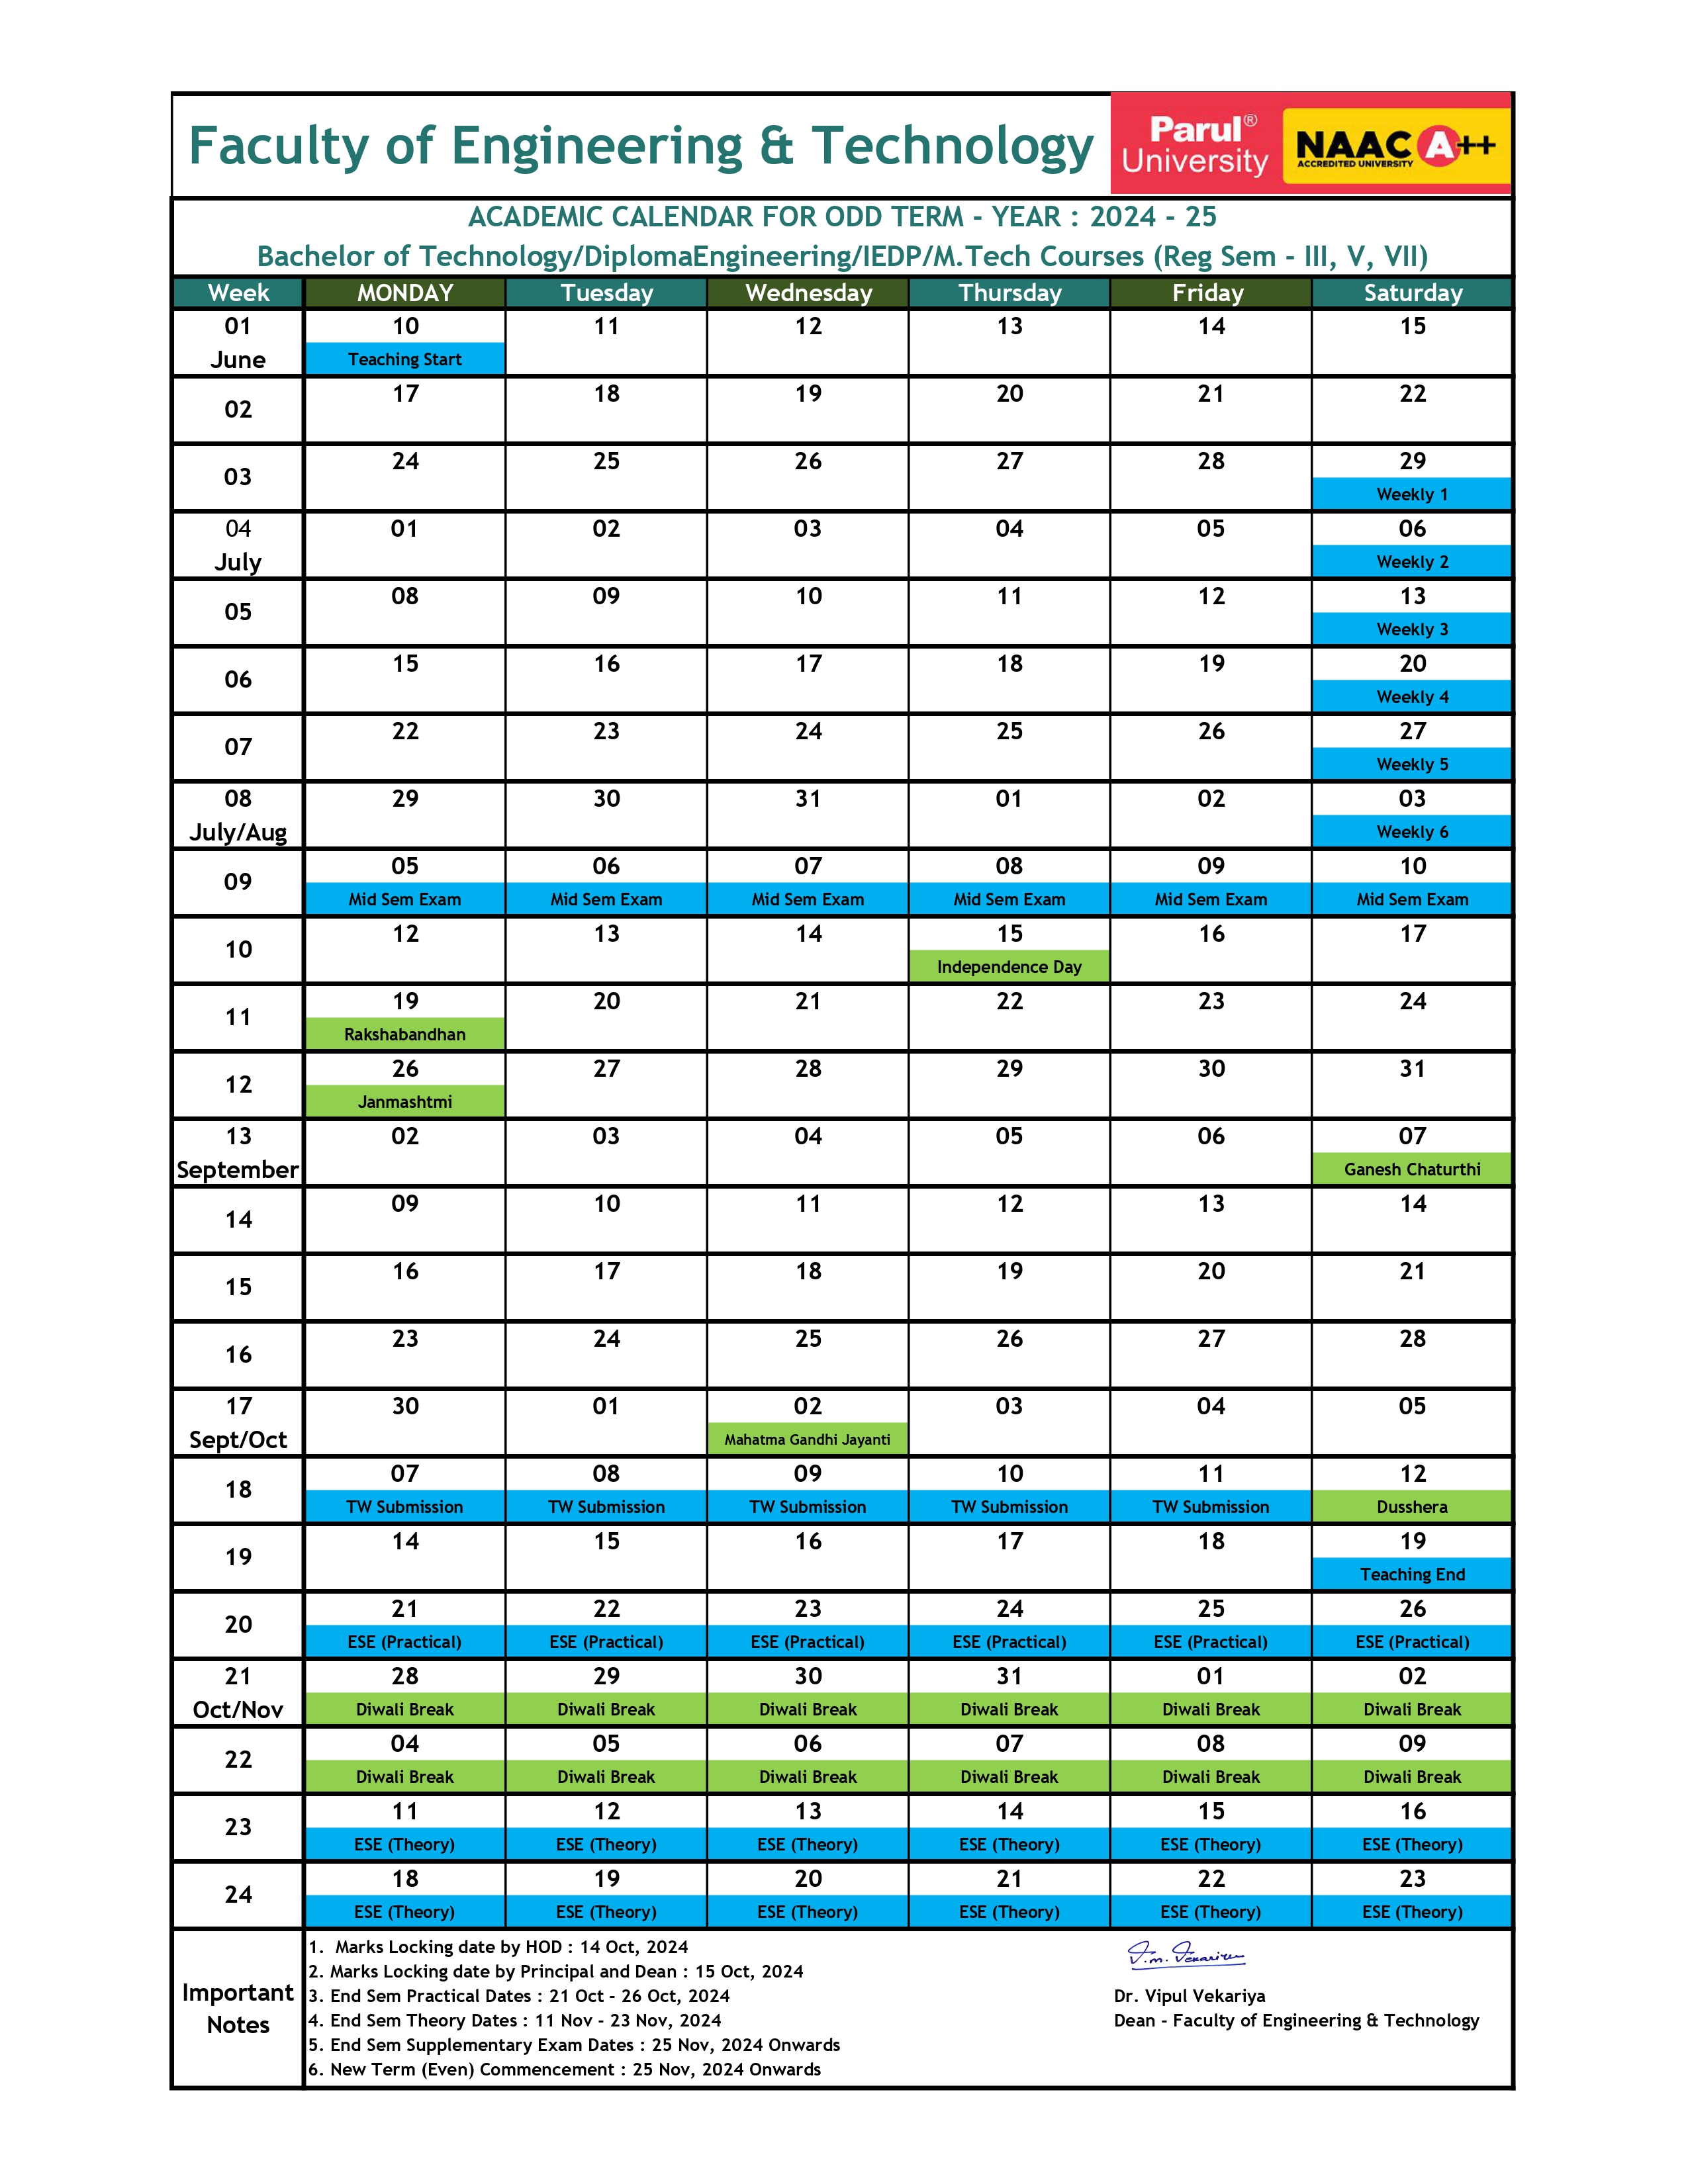 Faculty of Engineering & Technology
Parul®
University
NAAC A++
ACCREDITED UNIVERSITY
ACADEMIC CALENDAR FOR ODD TERM - YEAR : 2024 - 25
Bachelor of Technology/DiplomaEngineering/IEDP/M.Tech Courses (Reg Sem - III, V, VII)
Week MONDAY Tuesday Wednesday Thursday Friday Saturday
01 10 11 12 13 14 15
June Teaching Start
02 17 18 19 20 21 22
03 24 25 26 27 28 29
Weekly 1
04 01 02 03 04 05 06
July Weekly 2
05 08 09 10 11 12 13
Weekly 3
06 15 16 17 18 19 20
Weekly 4
07 22 23 24 25 26 27
Weekly 5
08 29 30 31 01 02 03
July/Aug Weekly 6
09 05 06 07 08 09 10
Mid Sem Exam Mid Sem Exam Mid Sem Exam Mid Sem Exam Mid Sem Exam Mid Sem Exam
10 12 13 14 15 16 17
Independence Day
11 19 20 21 22 23 24
Rakshabandhan
12 26 27 28 29 30 31
Janmashtmi
13 02 03 04 05 06 07
September Ganesh Chaturthi
14 09 10 11 12 13 14
15 16 17 18 19 20 21
16 23 24 25 26 27 28
17 30 01 02 03 04 05
Sept/Oct Mahatma Gandhi Jayanti
18 07 08 09 10 11 12
TW Submission TW Submission TW Submission TW Submission TW Submission Dusshera
19 14 15 16 17 18 19
Teaching End
20 21 22 23 24 25 26
ESE (Practical) ESE (Practical) ESE (Practical) ESE (Practical) ESE (Practical) ESE (Practical)
21 28 29 30 31 01 02
Oct/Nov Diwali Break Diwali Break Diwali Break Diwali Break Diwali Break Diwali Break
22 04 05 06 07 08 09
Diwali Break Diwali Break Diwali Break Diwali Break Diwali Break Diwali Break
23 11 12 13 14 15 16
ESE (Theory) ESE (Theory) ESE (Theory) ESE (Theory) ESE (Theory) ESE (Theory)
24 18 19 20 21 22 23
ESE (Theory) ESE (Theory) ESE (Theory) ESE (Theory) ESE (Theory) ESE (Theory)
Important Notes
1. Marks Locking date by HOD : 14 Oct, 2024
2. Marks Locking date by Principal and Dean : 15 Oct, 2024
3. End Sem Practical Dates : 21 Oct - 26 Oct, 2024
4. End Sem Theory Dates : 11 Nov - 23 Nov, 2024
5. End Sem Supplementary Exam Dates : 25 Nov, 2024 Onwards
6. New Term (Even) Commencement : 25 Nov, 2024 Onwards
Dr. Vipul Vekariya
Dean - Faculty of Engineering & Technology